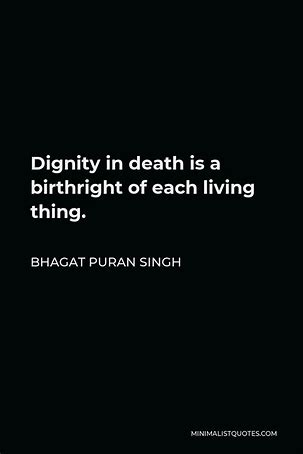 Dignity in death is a
birthright of each living
thing.
BHAGAT PURAN SINGH
MINIMALISTQUOTES.COM